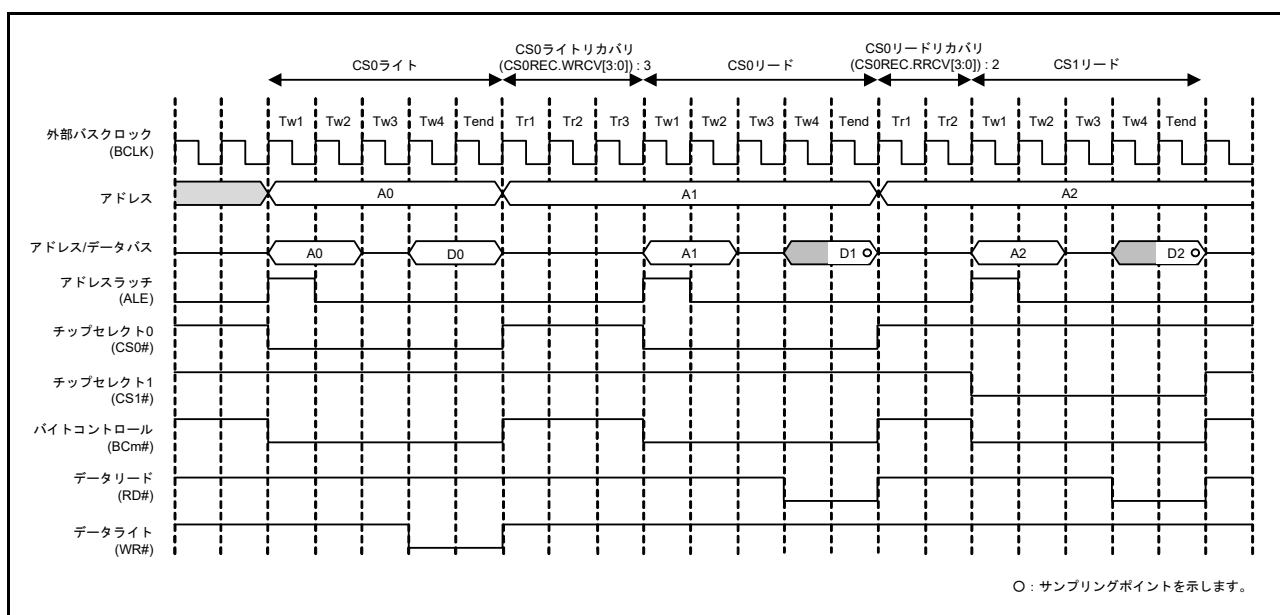 CS0ライト
CS0ライトリカバリ
(CS0REC.WRCV[3:0]) : 3
CS0リード
CS0リードリカバリ
(CS0REC.RRCV[3:0]) : 2
CS1リード
Tw1 Tw2 Tw3 Tw4 Tend Tr1 Tr2 Tr3 Tw1 Tw2 Tw3 Tw4 Tend Tr1 Tr2 Tw1 Tw2 Tw3 Tw4 Tend
外部バスクロック
(BCLK)
アドレス
A0 A1 A2
アドレス/データバス
A0 D0 A1 D1 A2 D2
アドレスラッチ
(ALE)
チップセレクト0
(CS0#)
チップセレクト1
(CS1#)
バイトコントロール
(BCm#)
データリード
(RD#)
データライト
(WR#)
○：サンプリングポイントを示します。